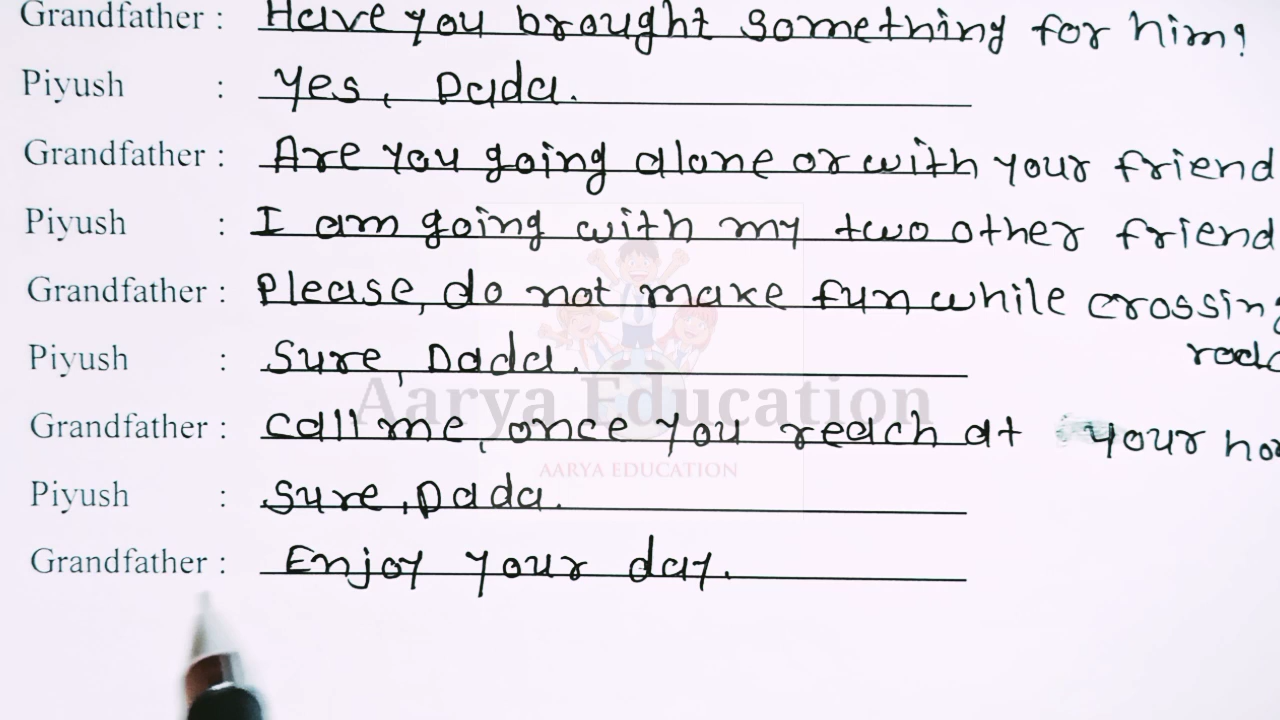 Grandfather : Have you brought something for him?
Piyush : Yes, Dada.
Grandfather : Are you going alone or with your friend
Piyush : I am going with my two other friend
Grandfather : Please, do not make fun while crossing
road
Piyush : Sure, Dada.
Aarya Education
Grandfather : Call me, once you reach at your
AARYA EDUCATION
Piyush : Sure, Dada.
Grandfather : Enjoy your day.